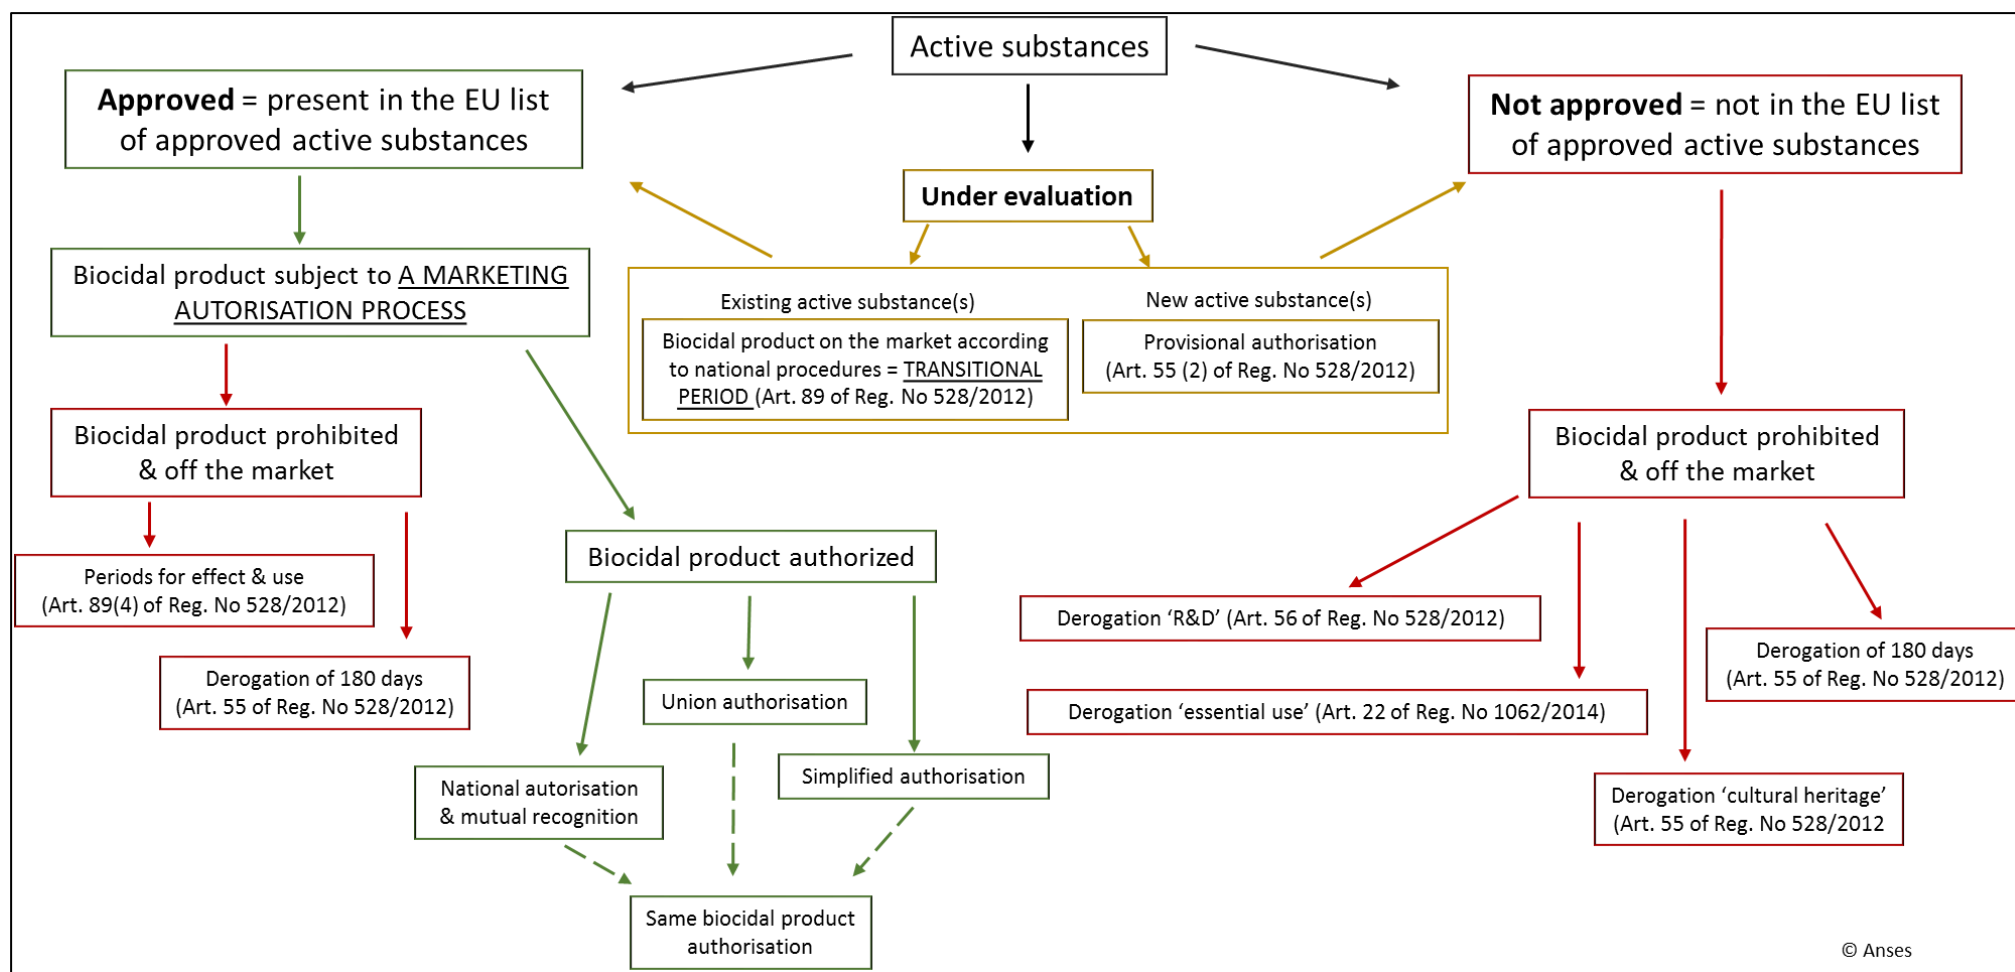 Active substances
Approved = present in the EU list
of approved active substances
Not approved = not in the EU list
of approved active substances
Under evaluation
Biocidal product subject to A MARKETING
AUTORISATION PROCESS
Existing active substance(s)
Biocidal product on the market according
to national procedures = TRANSITIONAL
PERIOD (Art. 89 of Reg. No 528/2012)
New active substance(s)
Provisional authorisation
(Art. 55 (2) of Reg. No 528/2012)
Biocidal product prohibited
& off the market
Biocidal product prohibited
& off the market
Periods for effect & use
(Art. 89(4) of Reg. No 528/2012)
Derogation of 180 days
(Art. 55 of Reg. No 528/2012)
Biocidal product authorized
Union authorisation
National autorisation
& mutual recognition
Simplified authorisation
Same biocidal product
authorisation
Derogation ‘R&D’ (Art. 56 of Reg. No 528/2012)
Derogation ‘essential use’ (Art. 22 of Reg. No 1062/2014)
Derogation of 180 days
(Art. 55 of Reg. No 528/2012)
Derogation ‘cultural heritage’
(Art. 55 of Reg. No 528/2012
© Anses